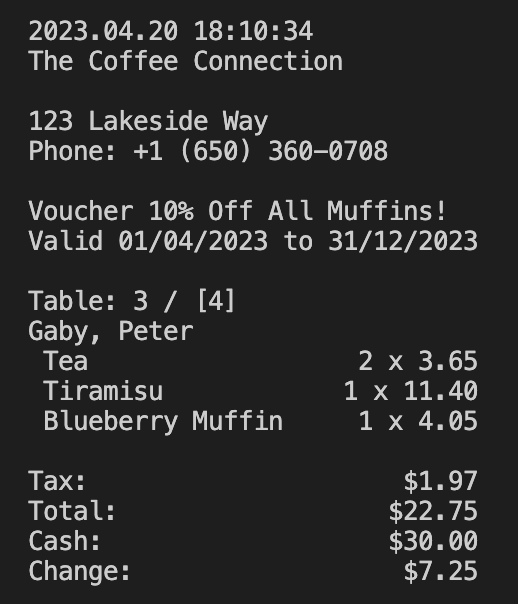 2023.04.20 18:10:34
The Coffee Connection
123 Lakeside Way
Phone: +1 (650) 360-0708
Voucher 10% Off All Muffins!
Valid 01/04/2023 to 31/12/2023
Table: 3 / [4]
Gaby, Peter
Tea 2 x 3.65
Tiramisu 1 x 11.40
Blueberry Muffin 1 x 4.05
Tax: $1.97
Total: $22.75
Cash: $30.00
Change: $7.25